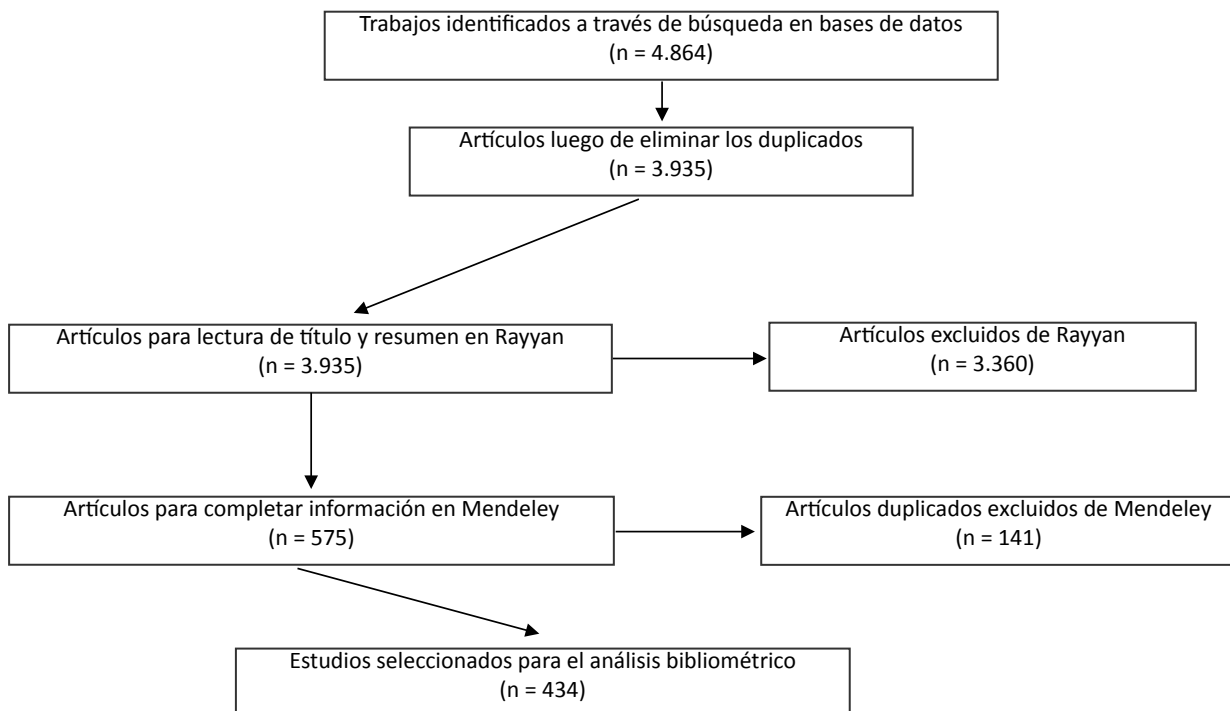 Trabajos identificados a través de búsqueda en bases de datos
(n = 4.864)
Artículos luego de eliminar los duplicados
(n = 3.935)
Artículos para lectura de título y resumen en Rayyan
(n = 3.935)
Artículos excluidos de Rayyan
(n = 3.360)
Artículos para completar información en Mendeley
(n = 575)
Artículos duplicados excluidos de Mendeley
(n = 141)
Estudios seleccionados para el análisis bibliométrico
(n = 434)